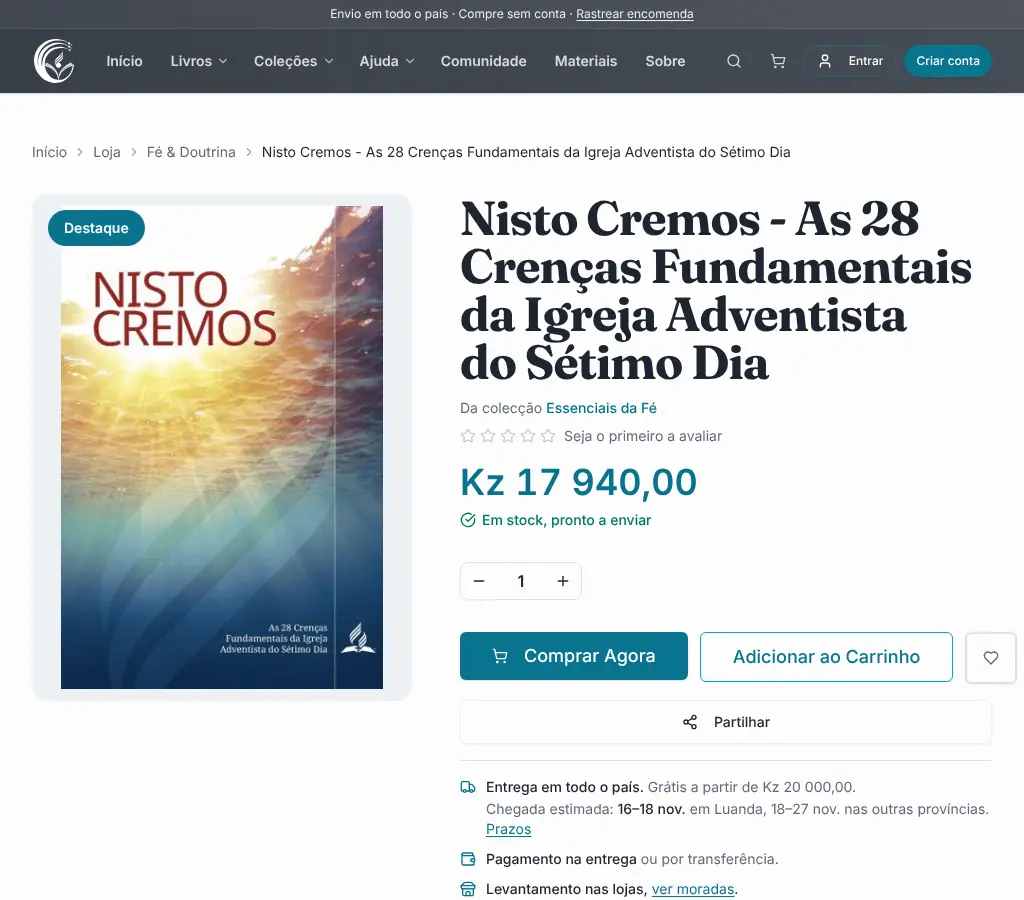 Envio em todo o país · Compre sem conta · Rastrear encomenda
Início Livros Coleções Ajuda Comunidade Materiais Sobre Entrar Criar conta
Início > Loja > Fé & Doutrina > Nisto Cremos - As 28 Crenças Fundamentais da Igreja Adventista do Sétimo Dia
Destaque
NISTO
CREMOS
As 28 Crenças
Fundamentais da Igreja
Adventista do Sétimo Dia
Nisto Cremos - As 28
Crenças Fundamentais
da Igreja Adventista
do Sétimo Dia
Da colecção Essenciais da Fé
Seja o primeiro a avaliar
Kz 17 940,00
Em stock, pronto a enviar
− 1 +
Comprar Agora Adicionar ao Carrinho
Partilhar
Entrega em todo o país. Grátis a partir de Kz 20 000,00.
Chegada estimada: 16–18 nov. em Luanda, 18–27 nov. nas outras províncias.
Prazos
Pagamento na entrega ou por transferência.
Levantamento nas lojas, ver moradas.